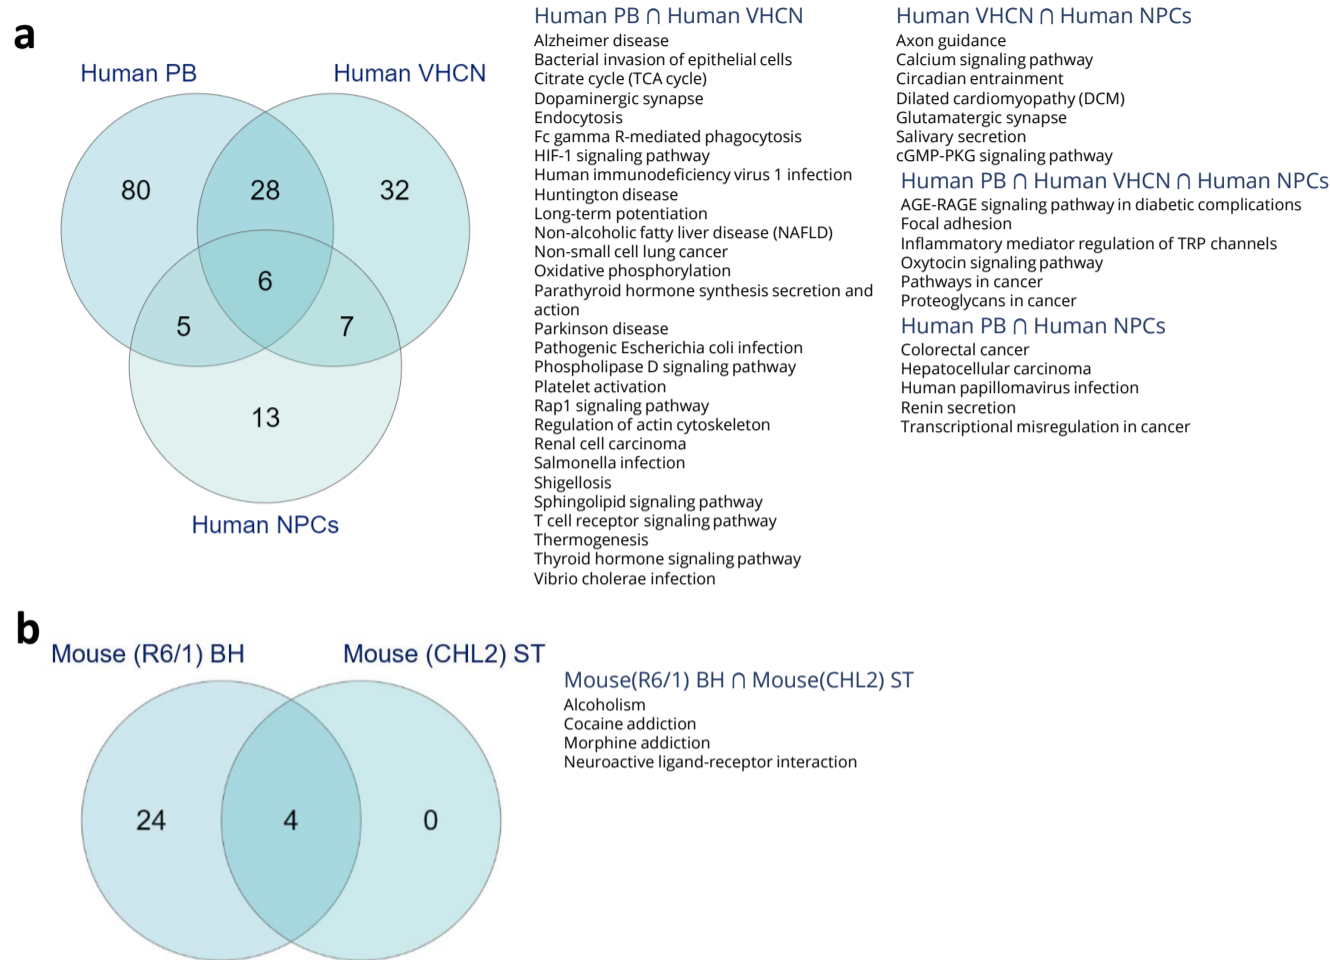 a
Human PB
Human VHCN
80
28
32
6
5
7
13
Human NPCs
Human PB ∩ Human VHCN
Alzheimer disease
Bacterial invasion of epithelial cells
Citrate cycle (TCA cycle)
Dopaminergic synapse
Endocytosis
Fc gamma R-mediated phagocytosis
HIF-1 signaling pathway
Human immunodeficiency virus 1 infection
Huntington disease
Long-term potentiation
Non-alcoholic fatty liver disease (NAFLD)
Non-small cell lung cancer
Oxidative phosphorylation
Parathyroid hormone synthesis secretion and
action
Parkinson disease
Pathogenic Escherichia coli infection
Phospholipase D signaling pathway
Platelet activation
Rap1 signaling pathway
Regulation of actin cytoskeleton
Renal cell carcinoma
Salmonella infection
Shigellosis
Sphingolipid signaling pathway
T cell receptor signaling pathway
Thermogenesis
Thyroid hormone signaling pathway
Vibrio cholerae infection
Human VHCN ∩ Human NPCs
Axon guidance
Calcium signaling pathway
Circadian entrainment
Dilated cardiomyopathy (DCM)
Glutamatergic synapse
Salivary secretion
cGMP-PKG signaling pathway
Human PB ∩ Human VHCN ∩ Human NPCs
AGE-RAGE signaling pathway in diabetic complications
Focal adhesion
Inflammatory mediator regulation of TRP channels
Oxytocin signaling pathway
Pathways in cancer
Proteoglycans in cancer
Human PB ∩ Human NPCs
Colorectal cancer
Hepatocellular carcinoma
Human papillomavirus infection
Renin secretion
Transcriptional misregulation in cancer
b
Mouse (R6/1) BH
Mouse (CHL2) ST
24
4
0
Mouse(R6/1) BH ∩ Mouse(CHL2) ST
Alcoholism
Cocaine addiction
Morphine addiction
Neuroactive ligand-receptor interaction